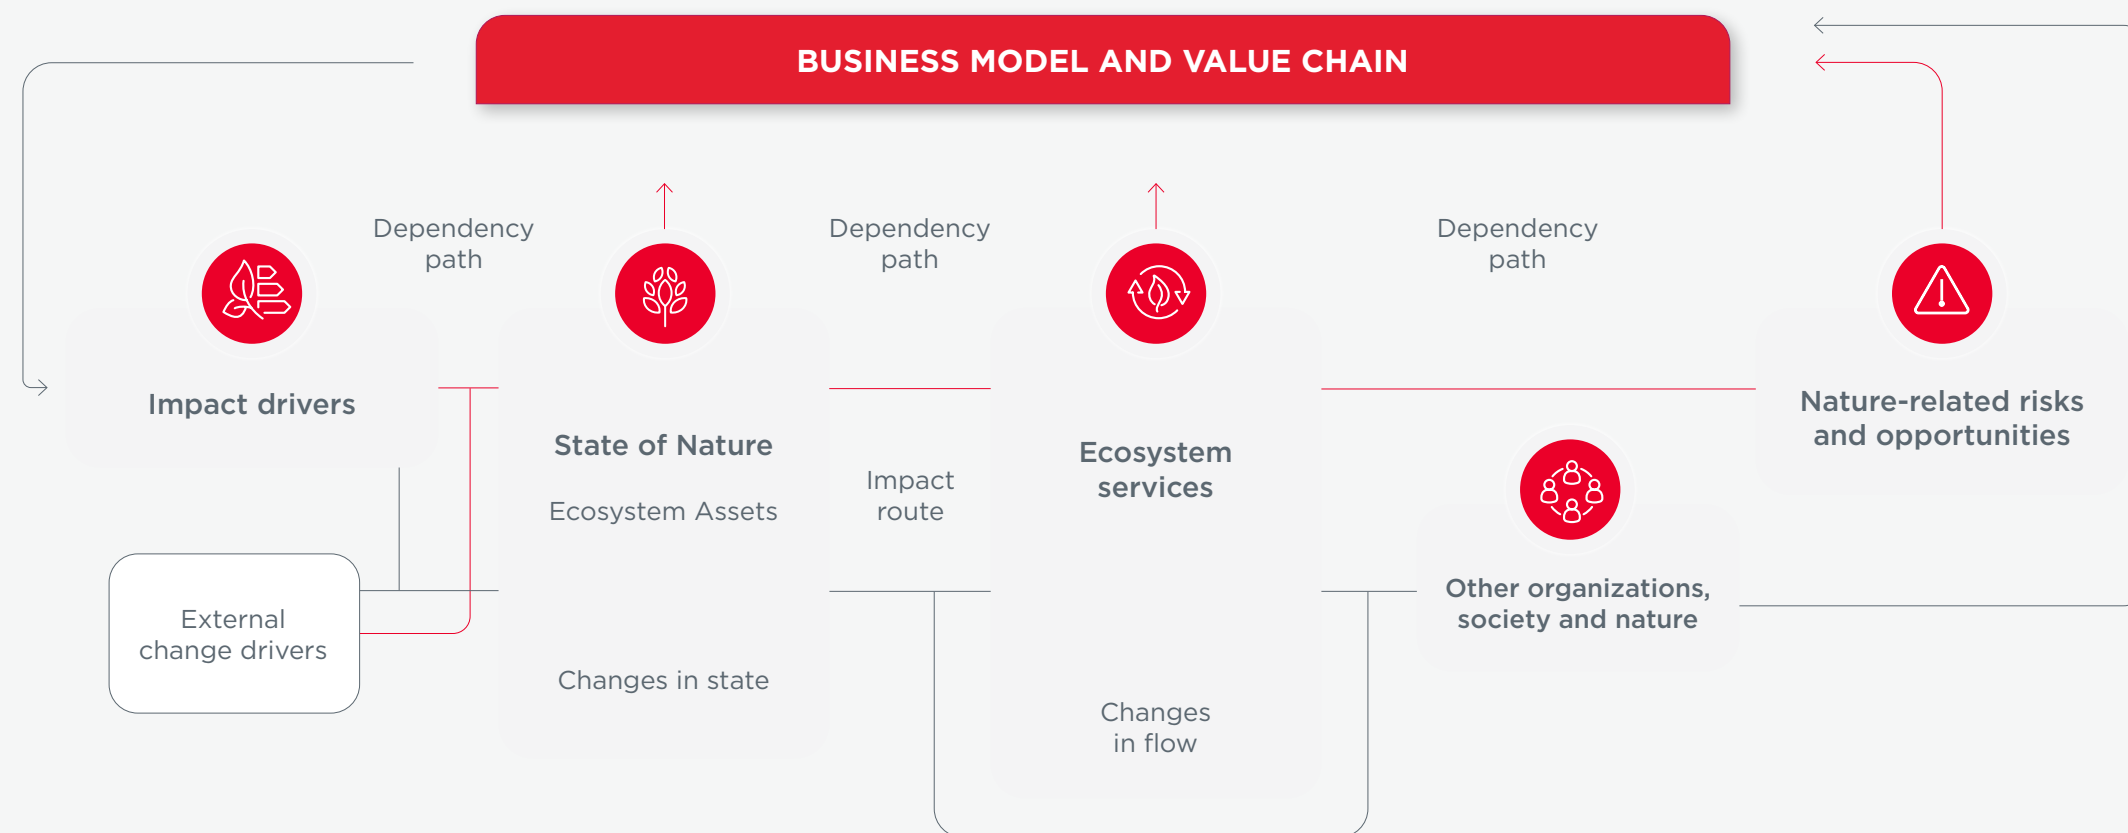 BUSINESS MODEL AND VALUE CHAIN
Dependency
path
Dependency
path
Dependency
path
Impact drivers
State of Nature
Ecosystem Assets
Changes in state
Impact
route
Ecosystem
services
Changes
in flow
Nature-related risks
and opportunities
Other organizations,
society and nature
External
change drivers